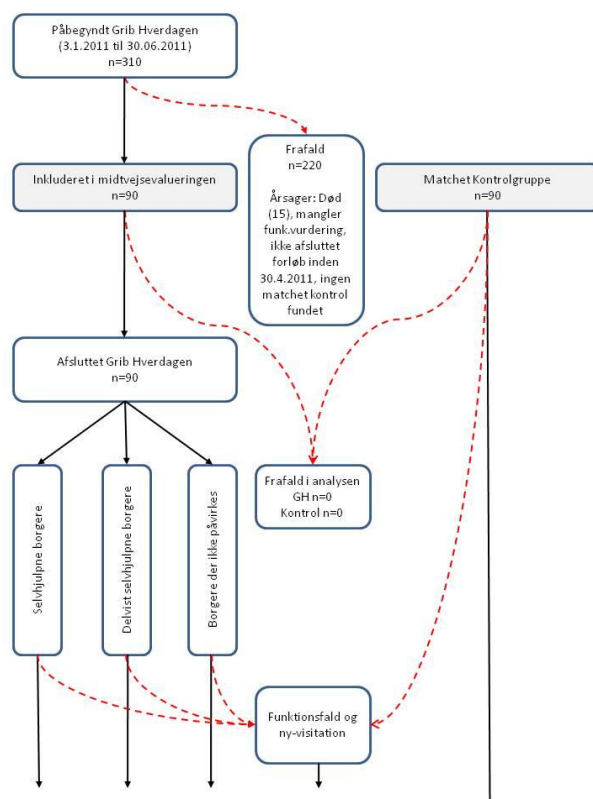 Påbegyndt Grib Hverdagen
(3.1.2011 til 30.06.2011)
n=310
Frafald
n=220
Årsager: Død
(15), mangler
funk.vurdering,
ikke afsluttet
forløb inden
30.4.2011, ingen
matchet kontrol
fundet
Inkluderet i midtvejsevalueringen
n=90
Matchet Kontrolgruppe
n=90
Afsluttet Grib Hverdagen
n=90
Selvhjulpne borgere
Delvist selvhjulpne borgere
Borgere der ikke påvirkes
Frafald i analysen
GH n=0
Kontrol n=0
Funktionsfald og
ny-visitation